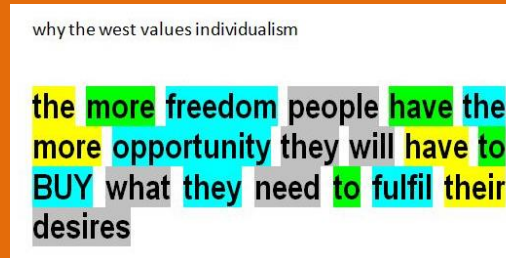 why the west values individualism
the more freedom people have the
more opportunity they will have to
BUY what they need to fulfil their
desires